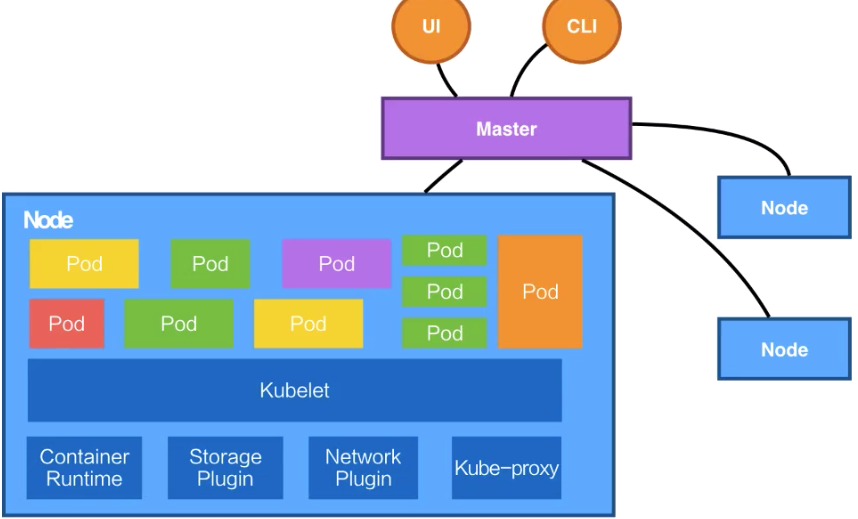 UI
CLI
Master
Node
Node
Pod
Pod
Pod
Pod
Pod
Pod
Pod
Pod
Pod
Pod
Node
Kubelet
Container
Runtime
Storage
Plugin
Network
Plugin
Kube-proxy